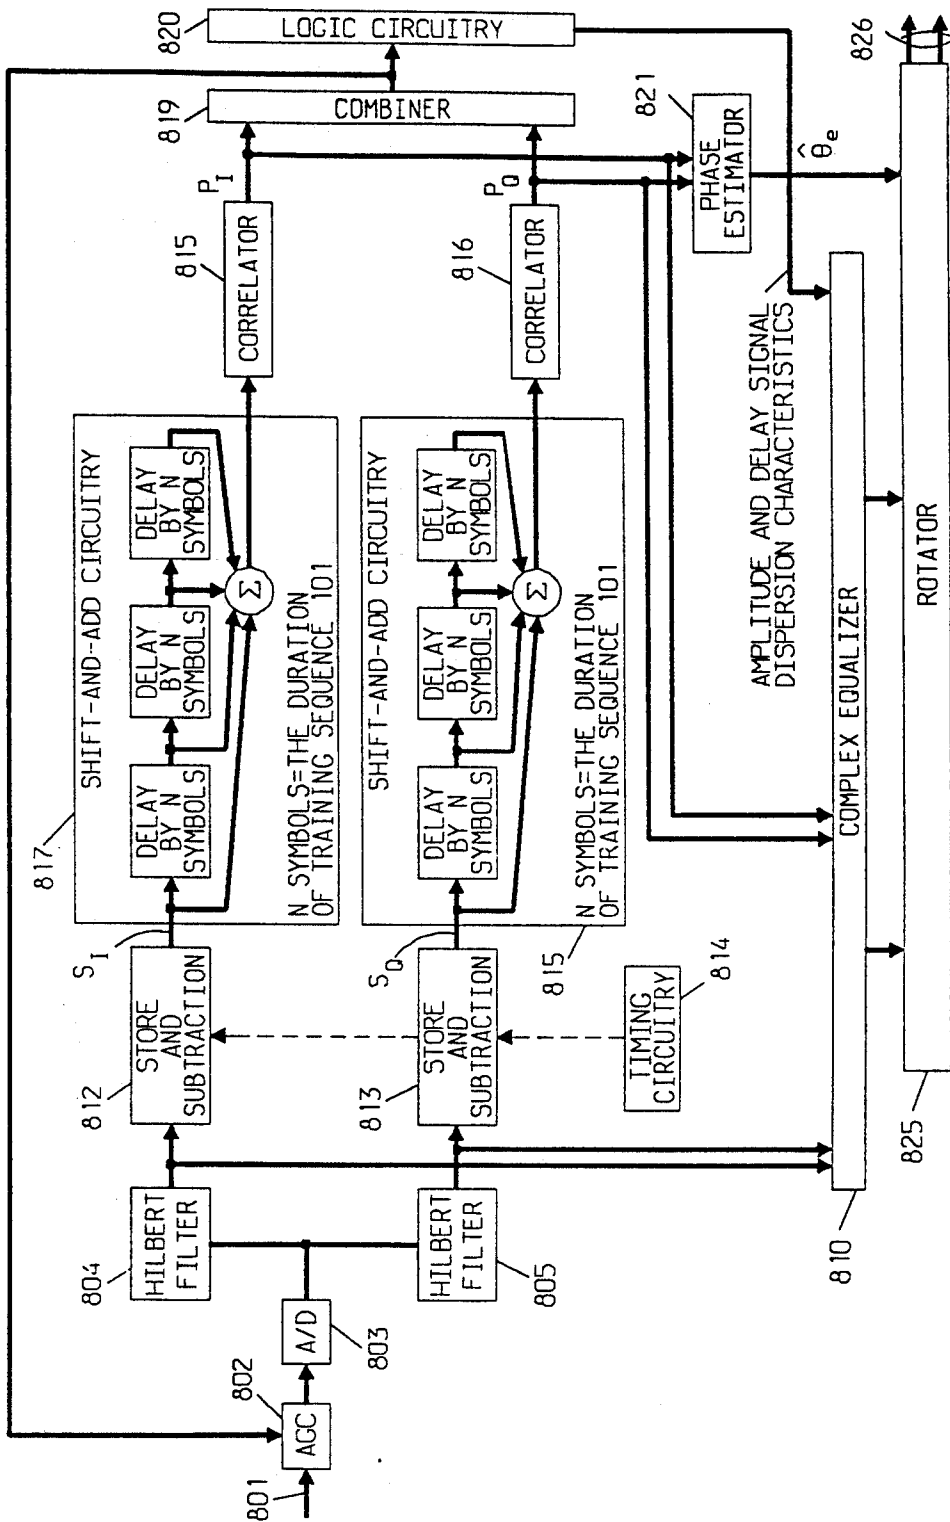 801
802
AGC
A/D
803
804
HILBERT
FILTER
HILBERT
FILTER
805
812
STORE
AND
SUBTRACTION
813
STORE
AND
SUBTRACTION
TIMING
CIRCUITRY
814
S_I
S_Q
817
SHIFT-AND-ADD CIRCUITRY
DELAY
BY N
SYMBOLS
DELAY
BY N
SYMBOLS
DELAY
BY N
SYMBOLS
Σ
N SYMBOLS=THE DURATION
OF TRAINING SEQUENCE 101
SHIFT-AND-ADD CIRCUITRY
DELAY
BY N
SYMBOLS
DELAY
BY N
SYMBOLS
DELAY
BY N
SYMBOLS
Σ
N SYMBOLS=THE DURATION
OF TRAINING SEQUENCE 101
815
815
CORRELATOR
P_I
816
CORRELATOR
P_Q
819
COMBINER
820
LOGIC CIRCUITRY
821
PHASE
ESTIMATOR
θ̂_e
AMPLITUDE AND DELAY SIGNAL
DISPERSION CHARACTERISTICS
810
COMPLEX EQUALIZER
825
ROTATOR
826